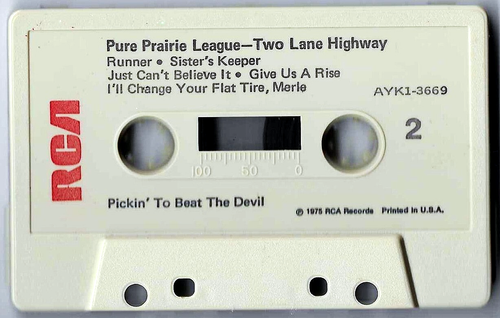 Pure Prairie League—Two Lane Highway
Runner • Sister's Keeper
Just Can't Believe It • Give Us A Rise
I'll Change Your Flat Tire, Merle
AYK1-3669
RCA
2
100 50 0
Pickin' To Beat The Devil
℗ 1975 RCA Records Printed in U.S.A.